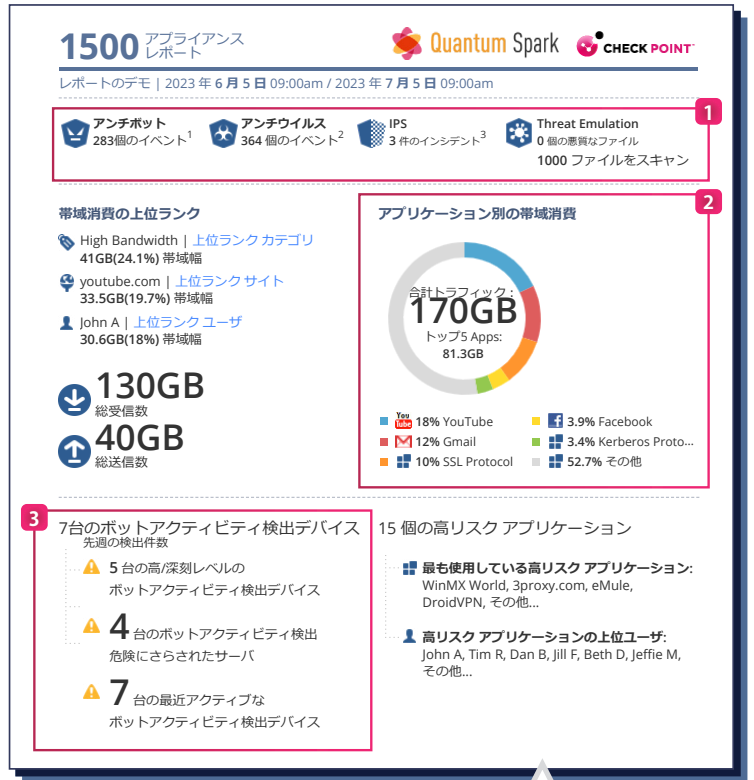 1500 アプライアンス
レポート
Quantum Spark
CHECK POINT
レポートのデモ | 2023 年 6 月 5 日 09:00am / 2023 年 7 月 5 日 09:00am
1
アンチボット
283個のイベント1
アンチウイルス
364 個のイベント2
IPS
3 件のインシデント3
Threat Emulation
0 個の悪質なファイル
1000 ファイルをスキャン
帯域消費の上位ランク
High Bandwidth | 上位ランク カテゴリ
41GB(24.1%) 帯域幅
youtube.com | 上位ランク サイト
33.5GB(19.7%) 帯域幅
John A | 上位ランク ユーザ
30.6GB(18%) 帯域幅
130GB
総受信数
40GB
総送信数
2
アプリケーション別の帯域消費
合計トラフィック :
170GB
トップ5 Apps:
81.3GB
You Tube 18% YouTube
12% Gmail
10% SSL Protocol
f 3.9% Facebook
3.4% Kerberos Proto...
52.7% その他
3
7台のボットアクティビティ検出デバイス
先週の検出件数
5 台の高/深刻レベルの
ボットアクティビティ検出デバイス
4 台のボットアクティビティ検出
危険にさらされたサーバ
7 台の最近アクティブな
ボットアクティビティ検出デバイス
15 個の高リスク アプリケーション
最も使用している高リスク アプリケーション:
WinMX World, 3proxy.com, eMule,
DroidVPN, その他...
高リスク アプリケーションの上位ユーザ:
John A, Tim R, Dan B, Jill F, Beth D, Jeffie M,
その他...